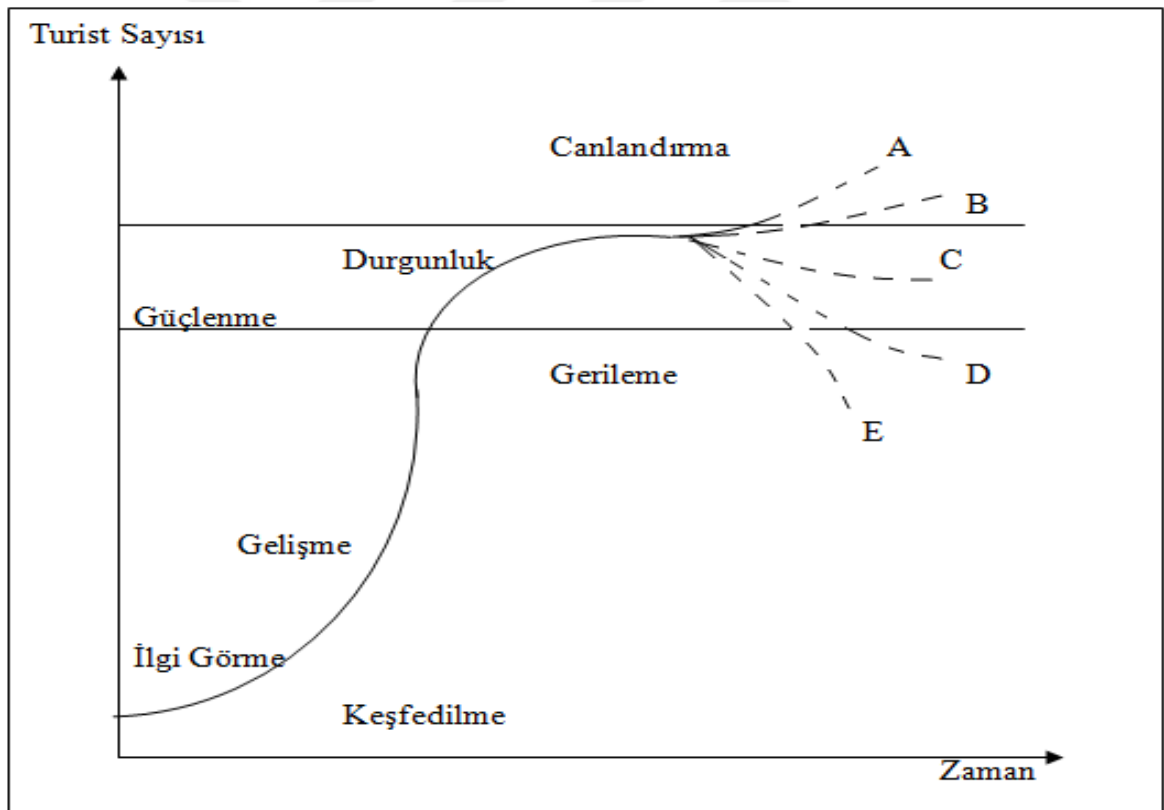 Turist Sayısı
Canlandırma
A
B
Durgunluk
C
Güçlenme
Gerileme
D
E
Gelişme
İlgi Görme
Keşfedilme
Zaman